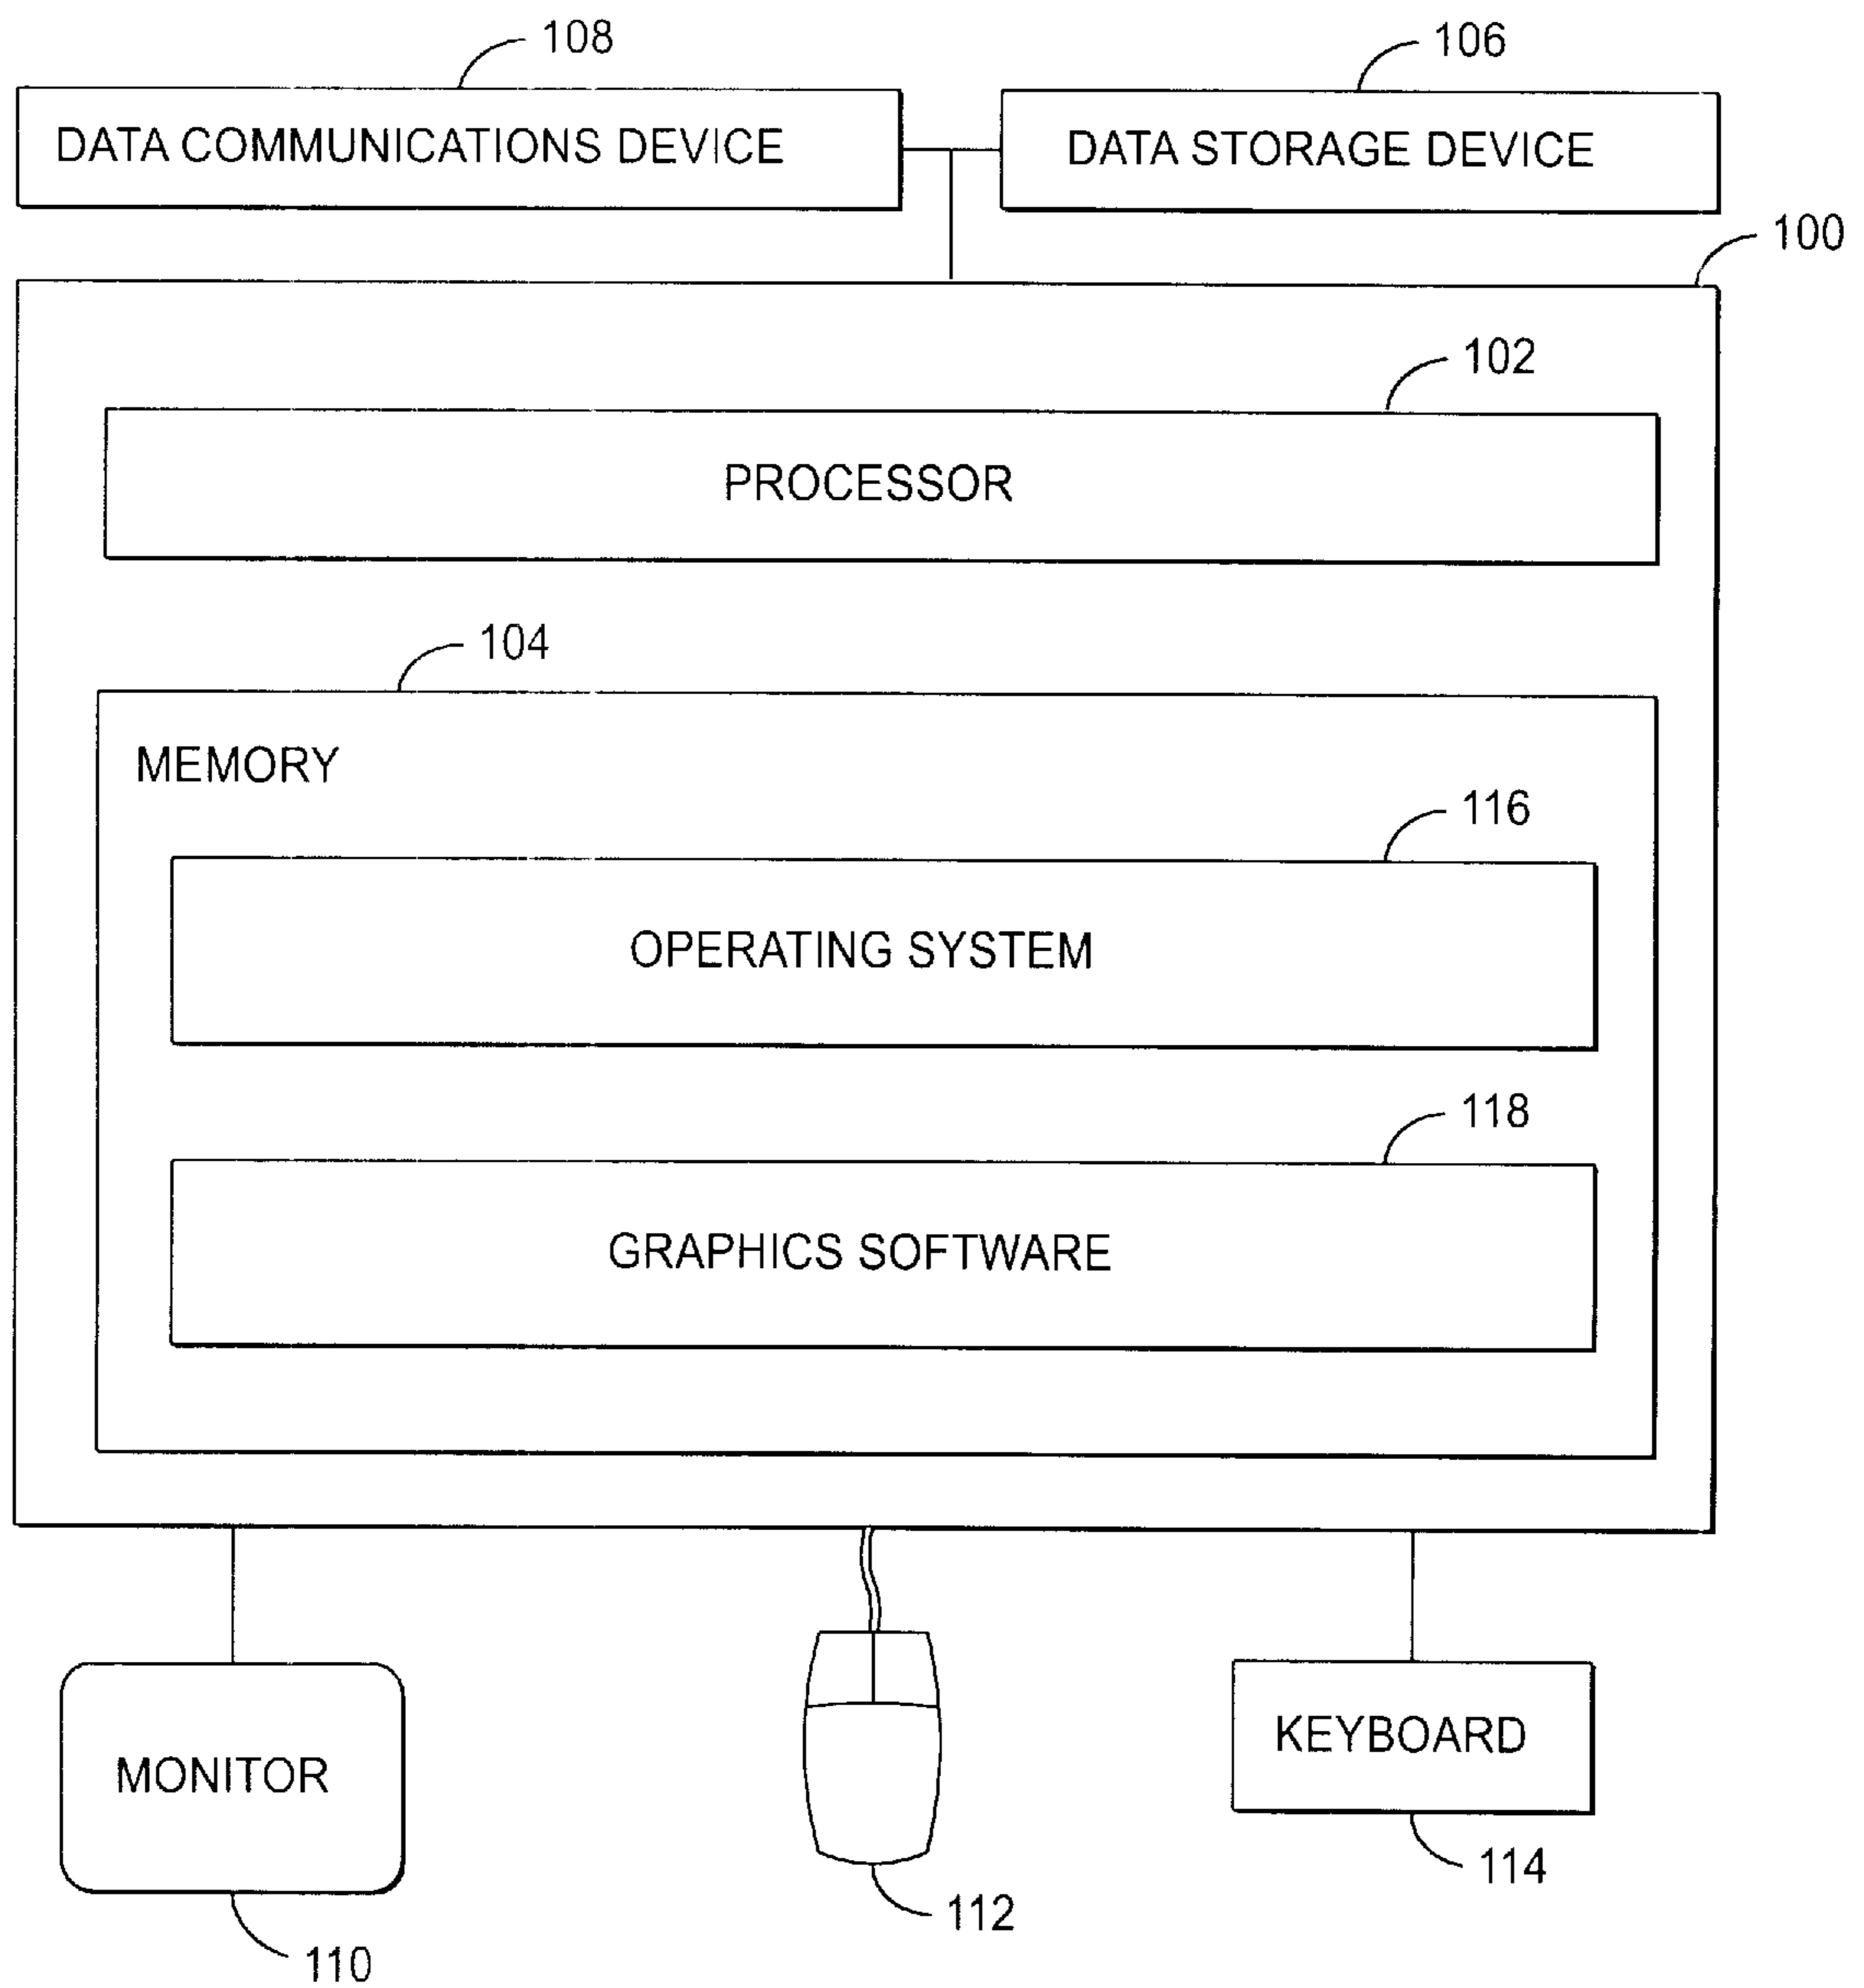 108
106
DATA COMMUNICATIONS DEVICE
DATA STORAGE DEVICE
100
102
PROCESSOR
104
MEMORY
116
OPERATING SYSTEM
118
GRAPHICS SOFTWARE
MONITOR
KEYBOARD
114
112
110